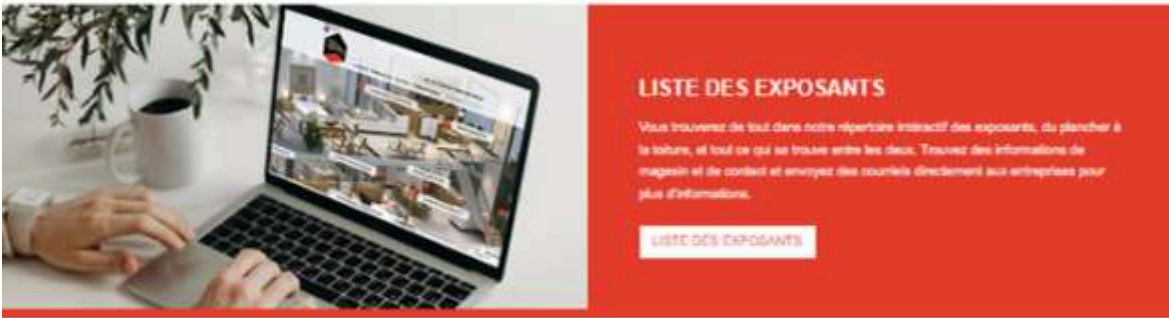 LISTE DES EXPOSANTS
Vous trouverez de tout dans notre répertoire intéractif des exposants, du plancher à
la toiture, et tout ce qui se trouve entre les deux. Trouvez des informations de
magasin et de contact et envoyez des courriels directement aux entreprises pour
plus d'informations.
LISTE DES EXPOSANTS